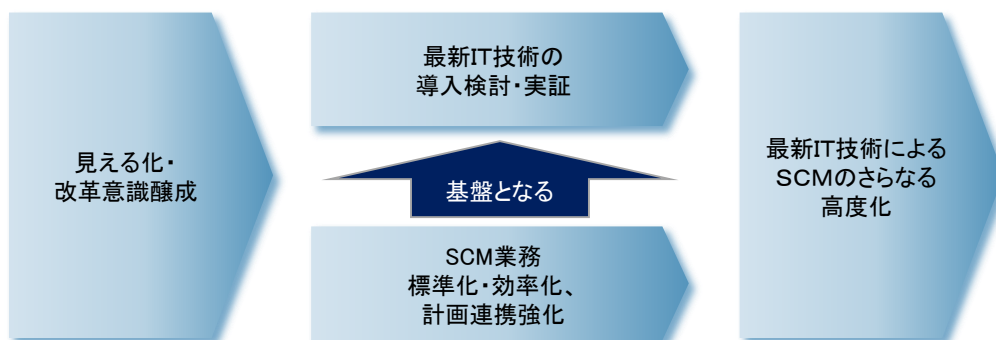 見える化・
改革意識醸成
最新IT技術の
導入検討・実証
基盤となる
SCM業務
標準化・効率化、
計画連携強化
最新IT技術による
ＳＣＭのさらなる
高度化